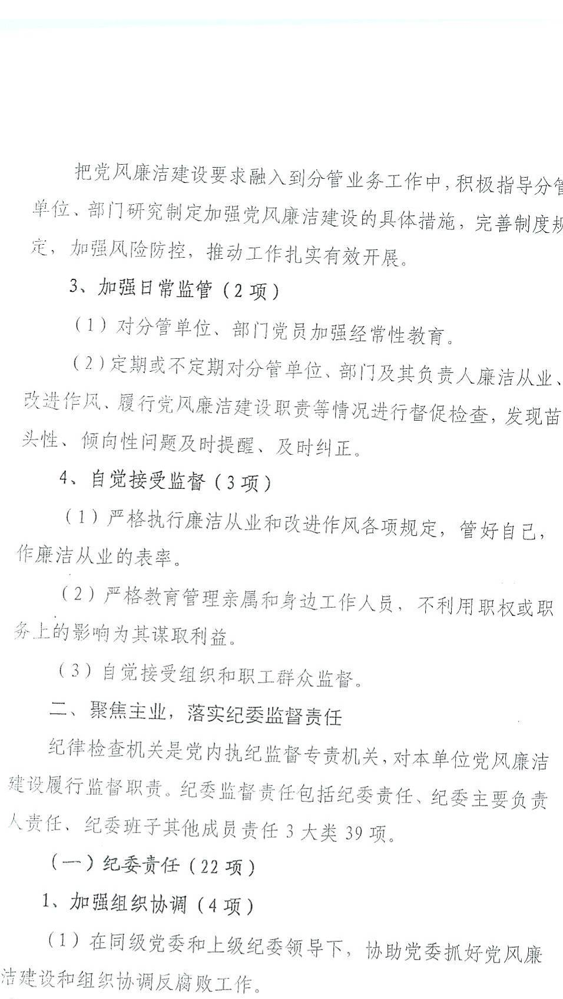 把党风廉洁建设要求融入到分管业务工作中，积极指导分管
单位、部门研究制定加强党风廉洁建设的具体措施，完善制度规
定，加强风险防控，推动工作扎实有效开展。
3、加强日常监管（2项）
（1）对分管单位、部门党员加强经常性教育。
（2）定期或不定期对分管单位、部门及其负责人廉洁从业、
改进作风、履行党风廉洁建设职责等情况进行督促检查，发现苗
头性、倾向性问题及时提醒、及时纠正。
4、自觉接受监督（3项）
（1）严格执行廉洁从业和改进作风各项规定，管好自己，
作廉洁从业的表率。
（2）严格教育管理亲属和身边工作人员，不利用职权或职
务上的影响为其谋取利益。
（3）自觉接受组织和职工群众监督。
二、聚焦主业，落实纪委监督责任
纪律检查机关是党内执纪监督专责机关，对本单位党风廉洁
建设履行监督职责。纪委监督责任包括纪委责任、纪委主要负责
人责任、纪委班子其他成员责任3大类39项。
（一）纪委责任（22项）
1、加强组织协调（4项）
（1）在同级党委和上级纪委领导下，协助党委抓好党风廉
洁建设和组织协调反腐败工作。